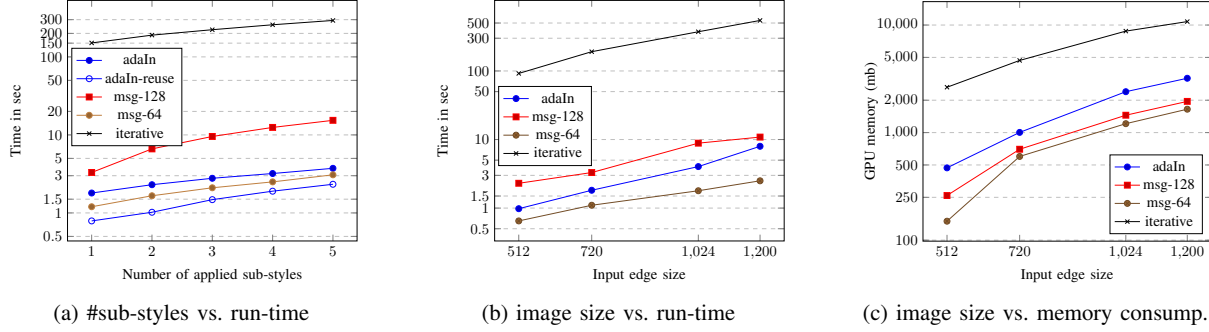 300
200
150
100
50
20
10
5
3
1.5
1
0.5
Time in sec
adaIn
adaIn-reuse
msg-128
msg-64
iterative
1 2 3 4 5
Number of applied sub-styles
(a) #sub-styles vs. run-time
500
300
100
50
10
5
3
1.5
1
0.5
Time in sec
adaIn
msg-128
msg-64
iterative
512 720 1,024 1,200
Input edge size
(b) image size vs. run-time
10,000
5,000
2,000
1,000
500
250
100
GPU memory (mb)
adaIn
msg-128
msg-64
iterative
512 720 1,024 1,200
Input edge size
(c) image size vs. memory consump.